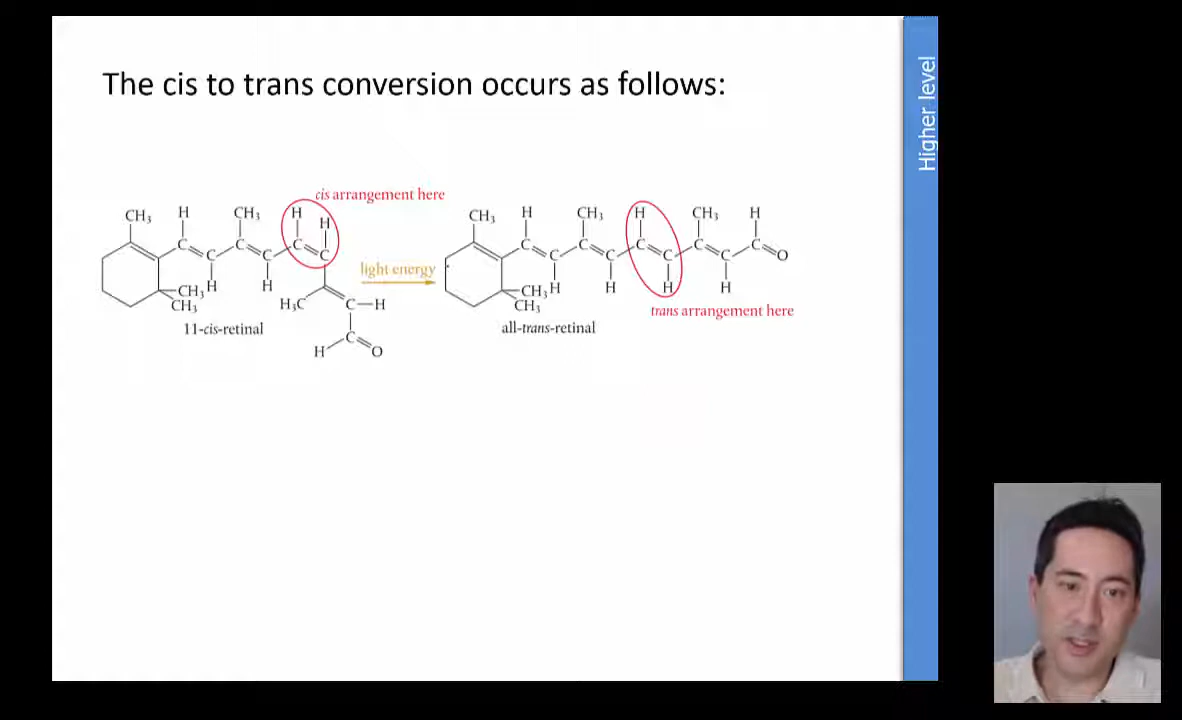 The cis to trans conversion occurs as follows:
Higher level
cis arrangement here
CH₃ H CH₃ H H
C C C C C C
CH₃ H H
CH₃
H₃C C—H
C
H O
11-cis-retinal
light energy
CH₃ H CH₃ H CH₃ H
C C C C C C C C C O
CH₃ H H H H
CH₃
all-trans-retinal
trans arrangement here